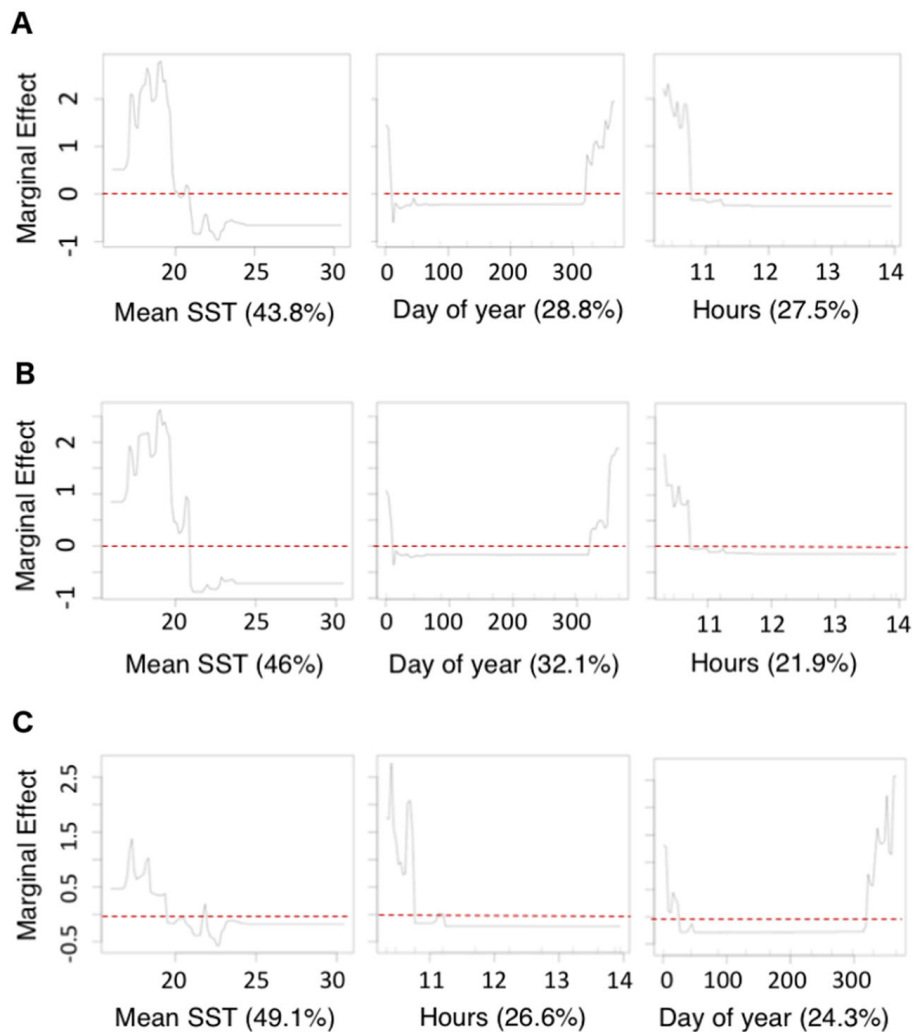 A
Marginal Effect
2
1
0
-1
20 25 30
0 100 200 300
11 12 13 14
Mean SST (43.8%)
Day of year (28.8%)
Hours (27.5%)
B
Marginal Effect
2
1
0
-1
20 25 30
0 100 200 300
11 12 13 14
Mean SST (46%)
Day of year (32.1%)
Hours (21.9%)
C
Marginal Effect
2.5
1.5
0.5
-0.5
20 25 30
11 12 13 14
0 100 200 300
Mean SST (49.1%)
Hours (26.6%)
Day of year (24.3%)